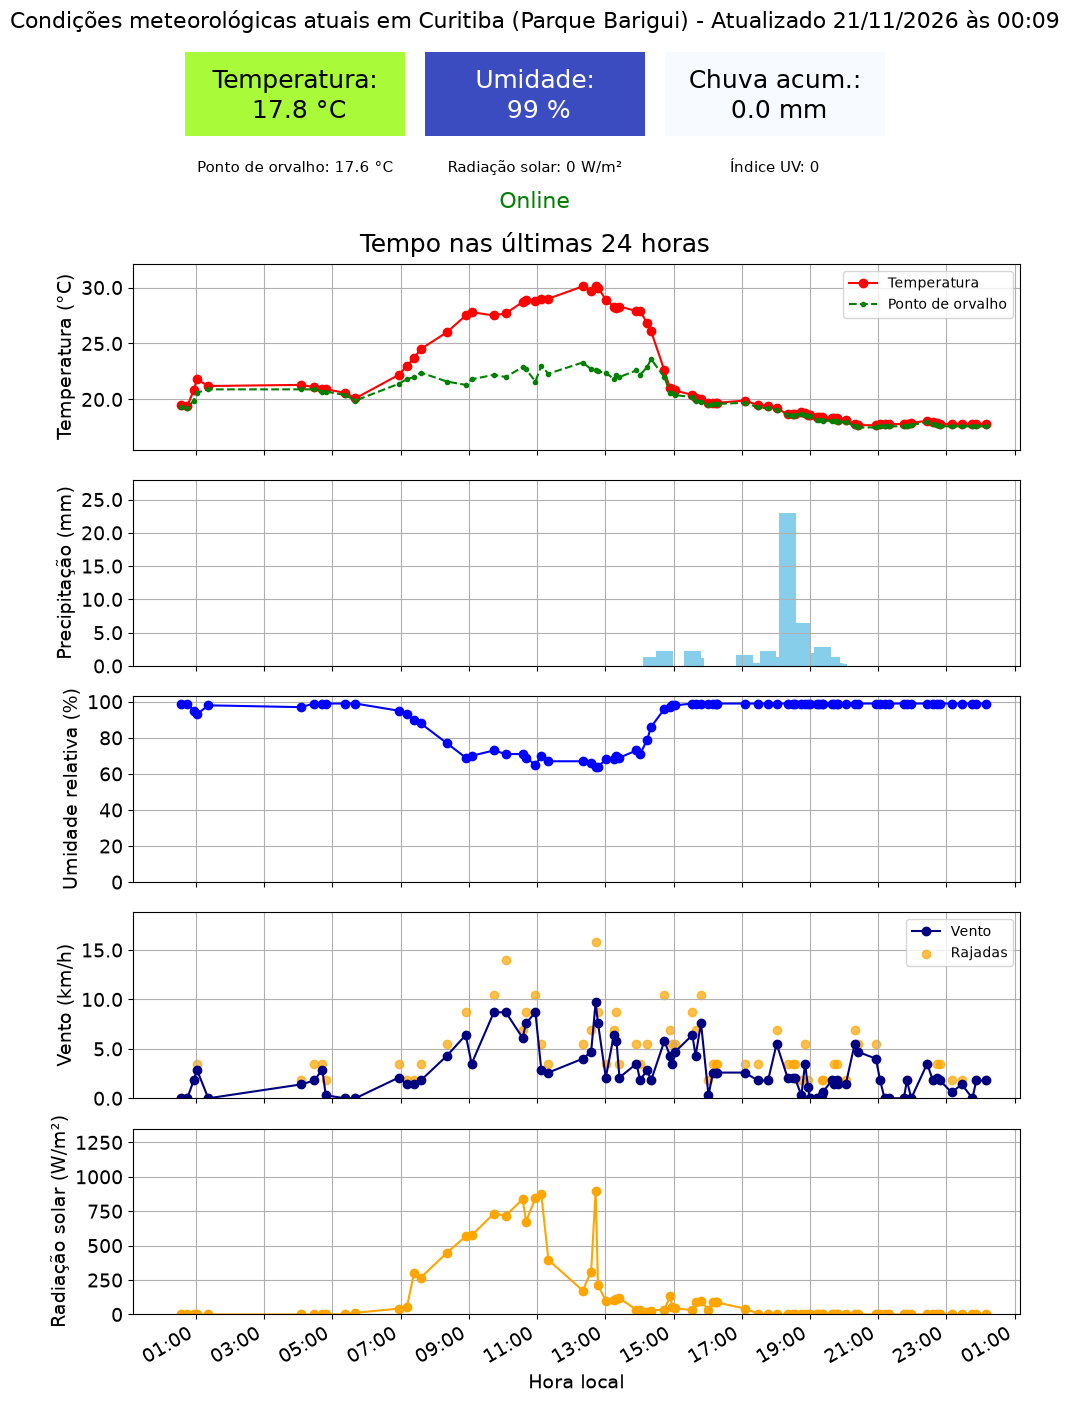 Condições meteorológicas atuais em Curitiba (Parque Barigui) - Atualizado 21/11/2026 às 00:09
Temperatura:
17.8 °C
Umidade:
99 %
Chuva acum.:
0.0 mm
Ponto de orvalho: 17.6 °C
Radiação solar: 0 W/m²
Índice UV: 0
Online
Tempo nas últimas 24 horas
Temperatura (°C)
30.0
25.0
20.0
Temperatura
Ponto de orvalho
Precipitação (mm)
25.0
20.0
15.0
10.0
5.0
0.0
Umidade relativa (%)
100
80
60
40
20
0
Vento (km/h)
15.0
10.0
5.0
0.0
Vento
Rajadas
Radiação solar (W/m²)
1250
1000
750
500
250
0
01:00
03:00
05:00
07:00
09:00
11:00
13:00
15:00
17:00
19:00
21:00
23:00
01:00
Hora local